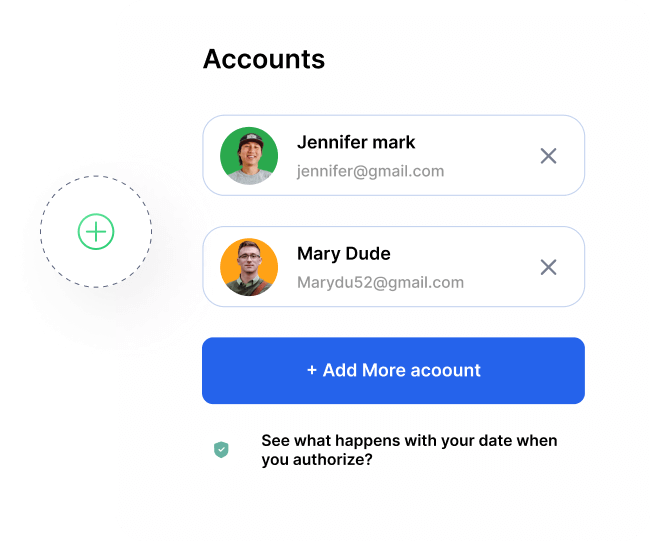 Accounts
Jennifer mark
jennifer@gmail.com
Mary Dude
Marydu52@gmail.com
+ Add More acoount
See what happens with your date when
you authorize?